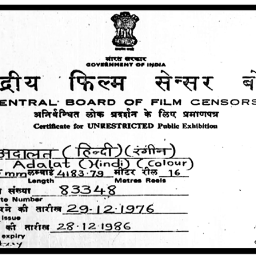 भारत सरकार
GOVERNMENT OF INDIA
द्रीय फिल्म सेन्सर बो
CENTRAL BOARD OF FILM CENSORS
अनिर्बन्धित लोक प्रदर्शन के लिए प्रमाणपत्र
Certificate for UNRESTRICTED Public Exhibition
अदालत (हिन्दी) (रंगीन)
Adalat (Hindi) (Colour)
mm लम्बाई 4183.79 मीटर रील 16
Length Metres Reels
संख्या 83348
Number
की तारीख 29.12.1976
issue
की तारीख 28.12.1986
expiry